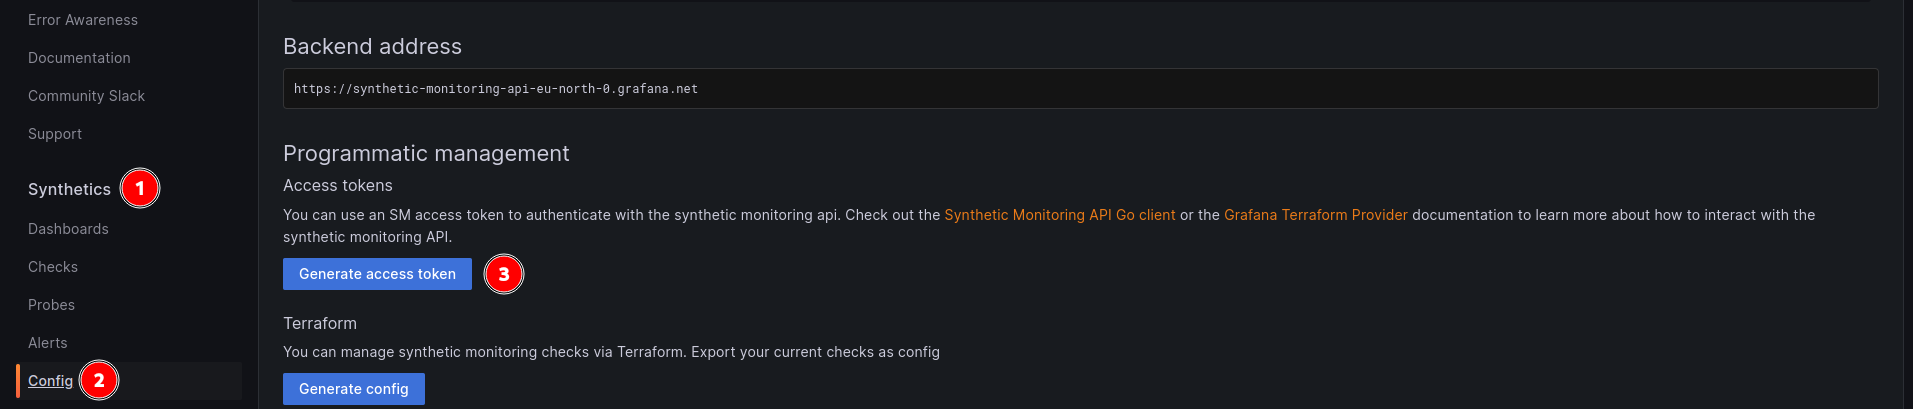 Error Awareness
Documentation
Community Slack
Support
Synthetics 1
Dashboards
Checks
Probes
Alerts
Config 2
Backend address
https://synthetic-monitoring-api-eu-north-0.grafana.net
Programmatic management
Access tokens
You can use an SM access token to authenticate with the synthetic monitoring api. Check out the Synthetic Monitoring API Go client or the Grafana Terraform Provider documentation to learn more about how to interact with the
synthetic monitoring API.
Generate access token 3
Terraform
You can manage synthetic monitoring checks via Terraform. Export your current checks as config
Generate config